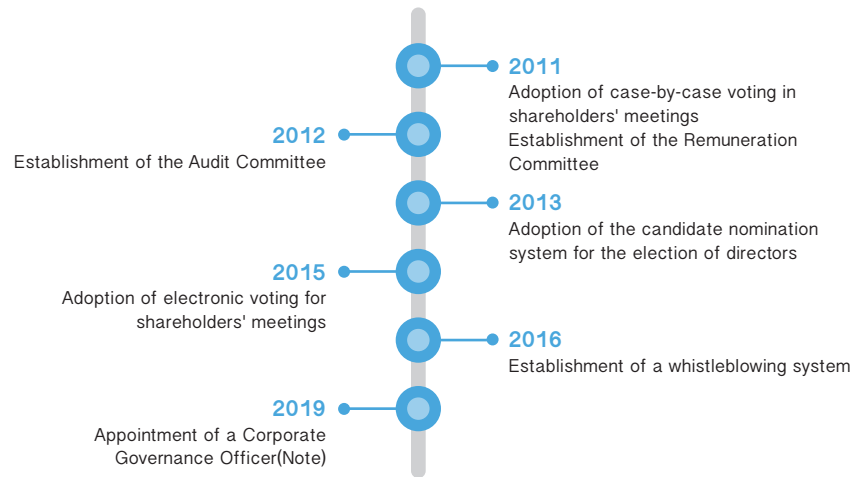 2011
Adoption of case-by-case voting in
shareholders' meetings
Establishment of the Remuneration
Committee
2012
Establishment of the Audit Committee
2013
Adoption of the candidate nomination
system for the election of directors
2015
Adoption of electronic voting for
shareholders' meetings
2016
Establishment of a whistleblowing system
2019
Appointment of a Corporate
Governance Officer(Note)